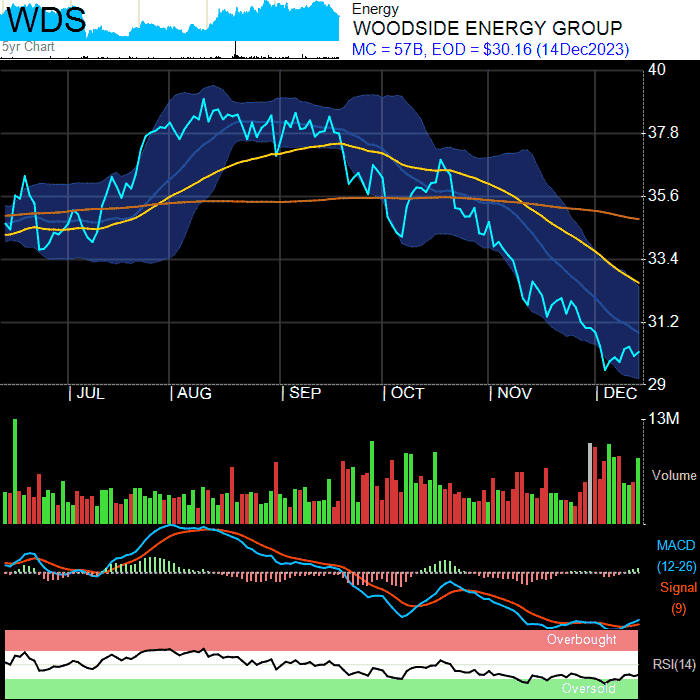 WDS
5yr Chart
Energy
WOODSIDE ENERGY GROUP
MC = 57B, EOD = $30.16 (14Dec2023)
40
37.8
35.6
33.4
31.2
29
JUL AUG SEP OCT NOV DEC
13M
Volume
MACD
(12-26)
Signal
(9)
Overbought
RSI(14)
Oversold